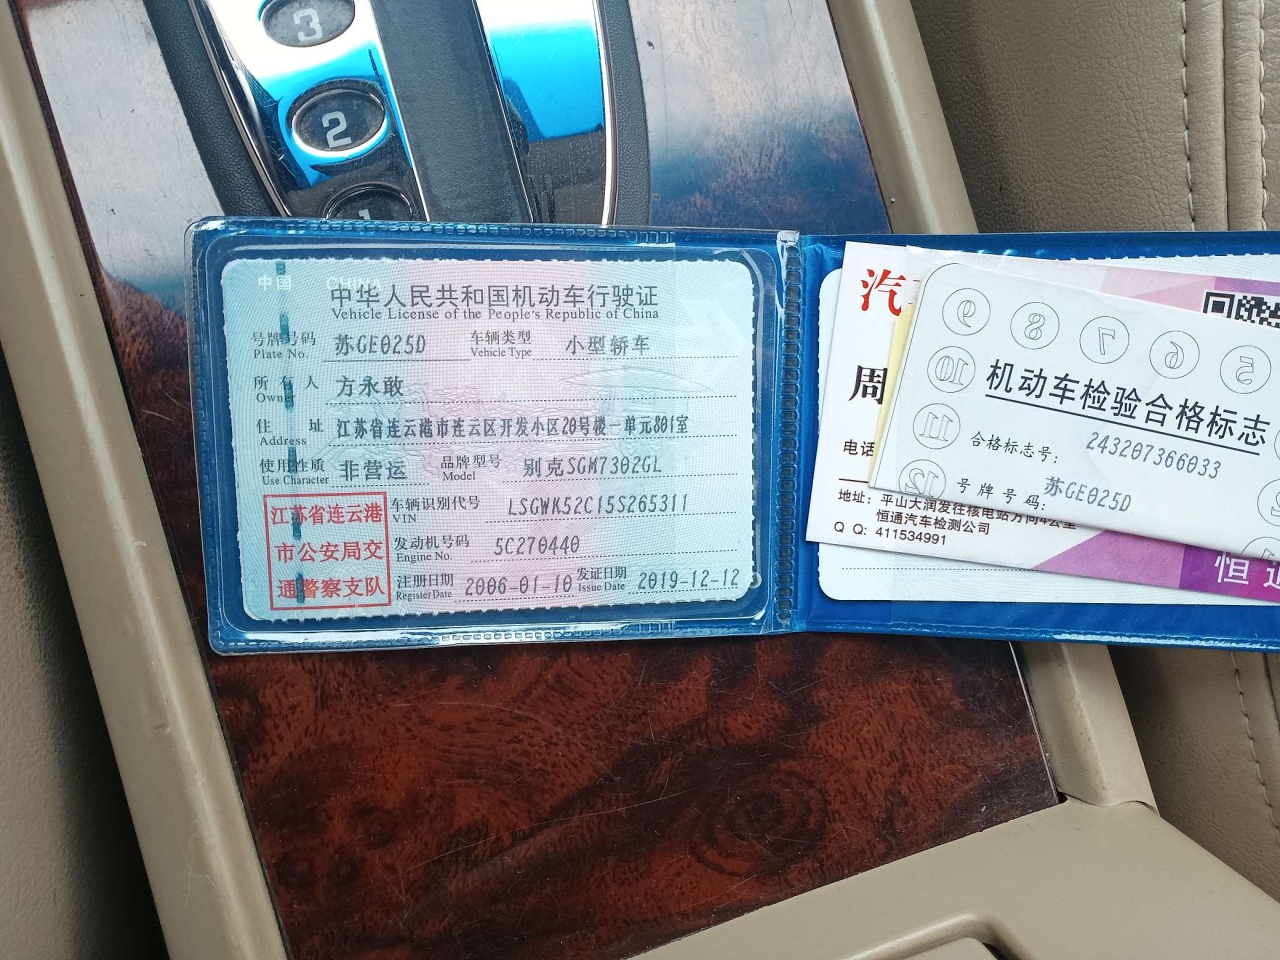 3
2
1
中国 CHINA
中华人民共和国机动车行驶证
Vehicle License of the People's Republic of China
号牌号码 Plate No. 苏GE025D 车辆类型 Vehicle Type 小型轿车
所有人 Owner 方永敢
住址 Address 江苏省连云港市连云区开发小区20号楼一单元801室
使用性质 Use Character 非营运 品牌型号 Model 别克SGM7302GL
车辆识别代号 VIN LSGWK52C15S265311
发动机号码 Engine No. 5C270440
注册日期 Register Date 2006-01-10 发证日期 Issue Date 2019-12-12
江苏省连云港
市公安局交
通警察支队
汽
周
电话
地址: 平山大润发往核电站方向4公里
恒通汽车检测公司
QQ: 411534991
恒通
9 8 7 6 5
10
11
12
机动车检验合格标志
合格标志号: 243207366033
号牌号码: 苏GE025D